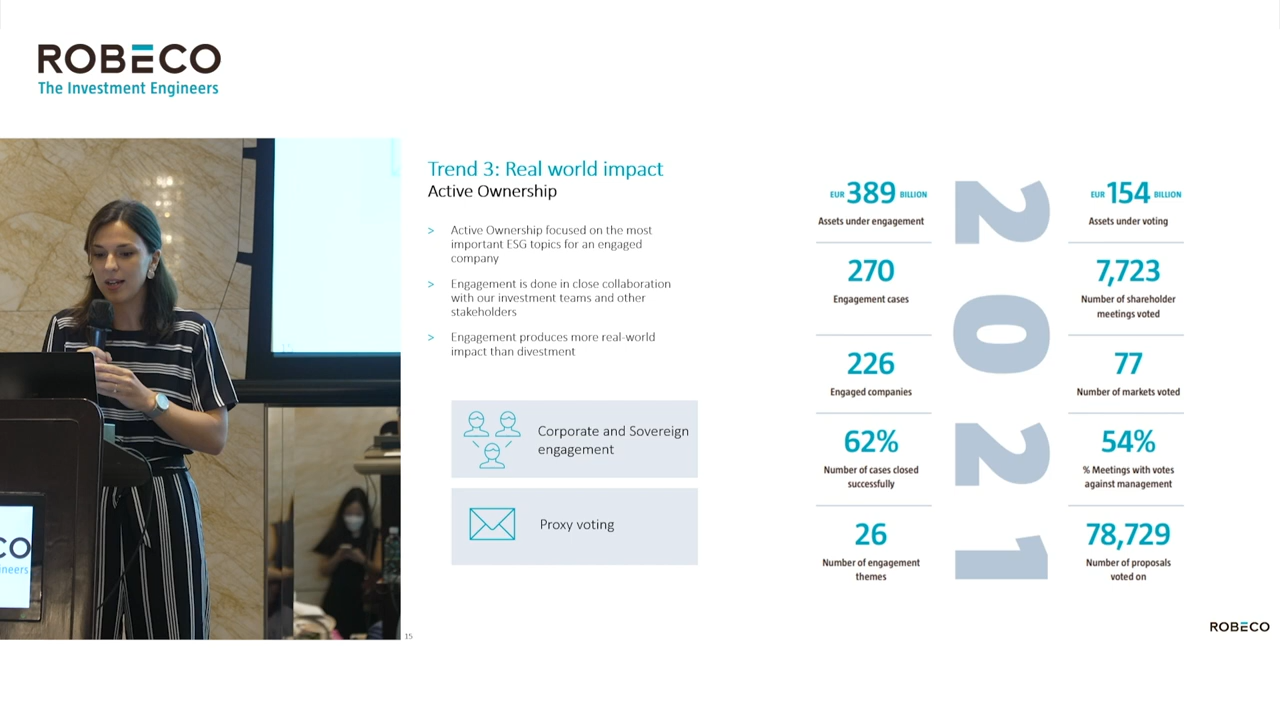 ROBECO
The Investment Engineers
Trend 3: Real world impact
Active Ownership
> Active Ownership focused on the most
important ESG topics for an engaged
company
> Engagement is done in close collaboration
with our investment teams and other
stakeholders
> Engagement produces more real-world
impact than divestment
Corporate and Sovereign
engagement
Proxy voting
EUR 389 BILLION
Assets under engagement
270
Engagement cases
226
Engaged companies
62%
Number of cases closed
successfully
26
Number of engagement
themes
2021
EUR 154 BILLION
Assets under voting
7,723
Number of shareholder
meetings voted
77
Number of markets voted
54%
% Meetings with votes
against management
78,729
Number of proposals
voted on
CO
neers
15
ROBECO